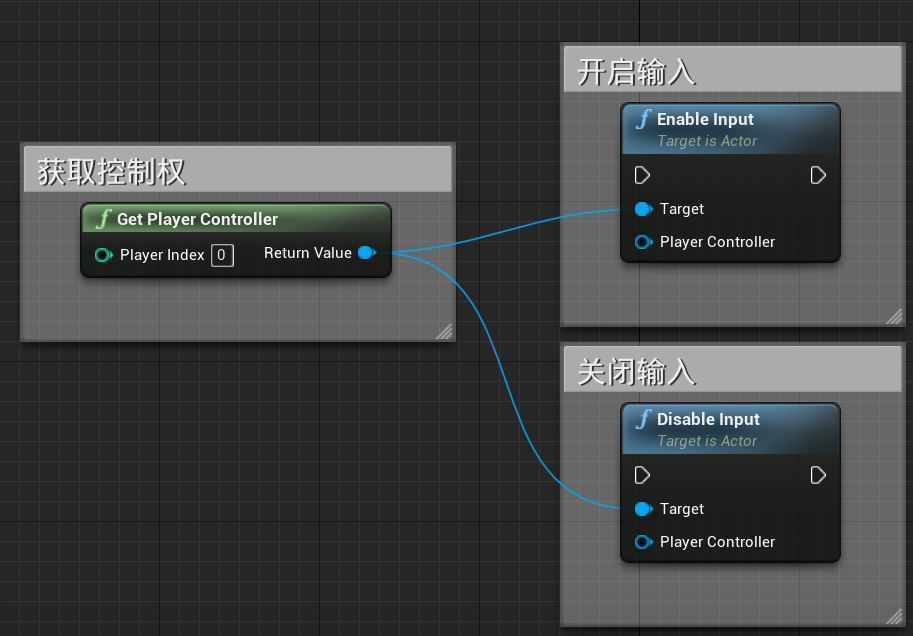 获取控制权
f Get Player Controller
Player Index 0
Return Value
开启输入
f Enable Input
Target is Actor
Target
Player Controller
关闭输入
f Disable Input
Target is Actor
Target
Player Controller